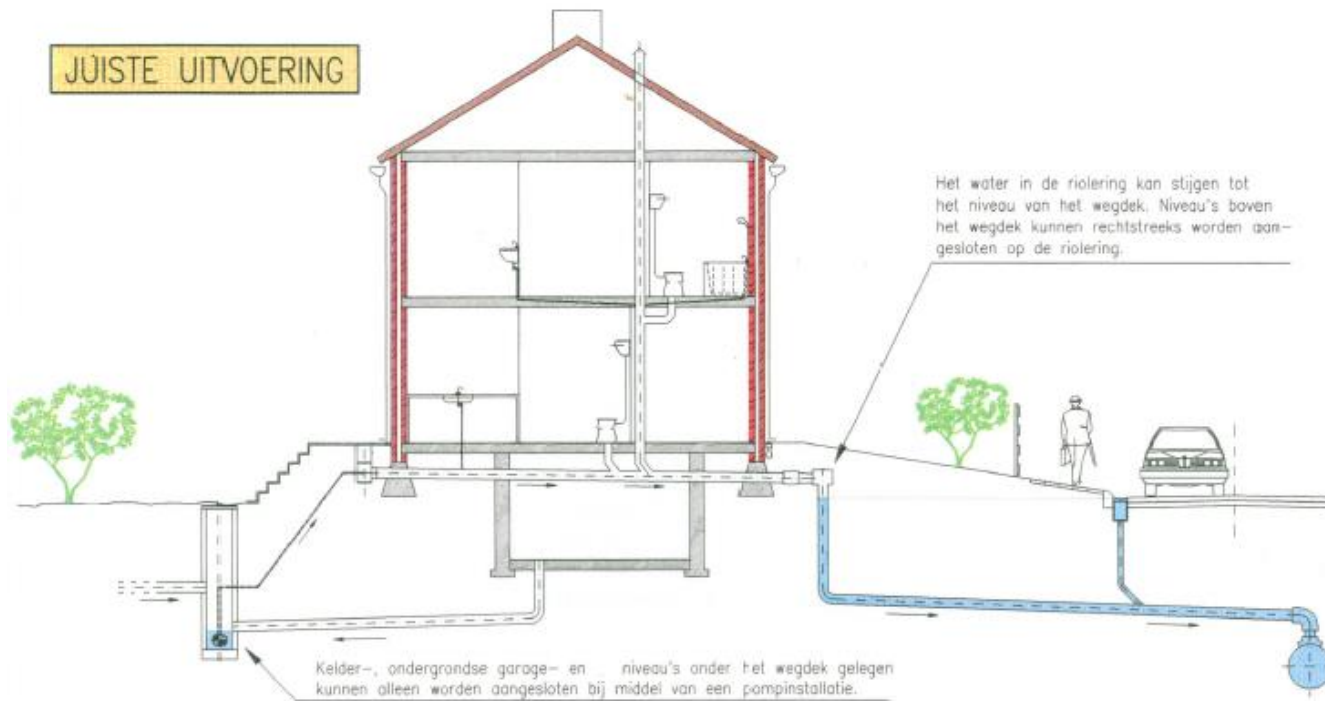 JUISTE UITVOERING
Het water in de riolering kan stijgen tot
het niveau van het wegdek. Niveau's boven
het wegdek kunnen rechtstreeks worden aam-
gesloten op de riolering.
Kelder-, ondergrondse garage- en niveau's onder het wegdek gelegen
kunnen alleen worden aangesloten bij middel van een pompinstallatie.